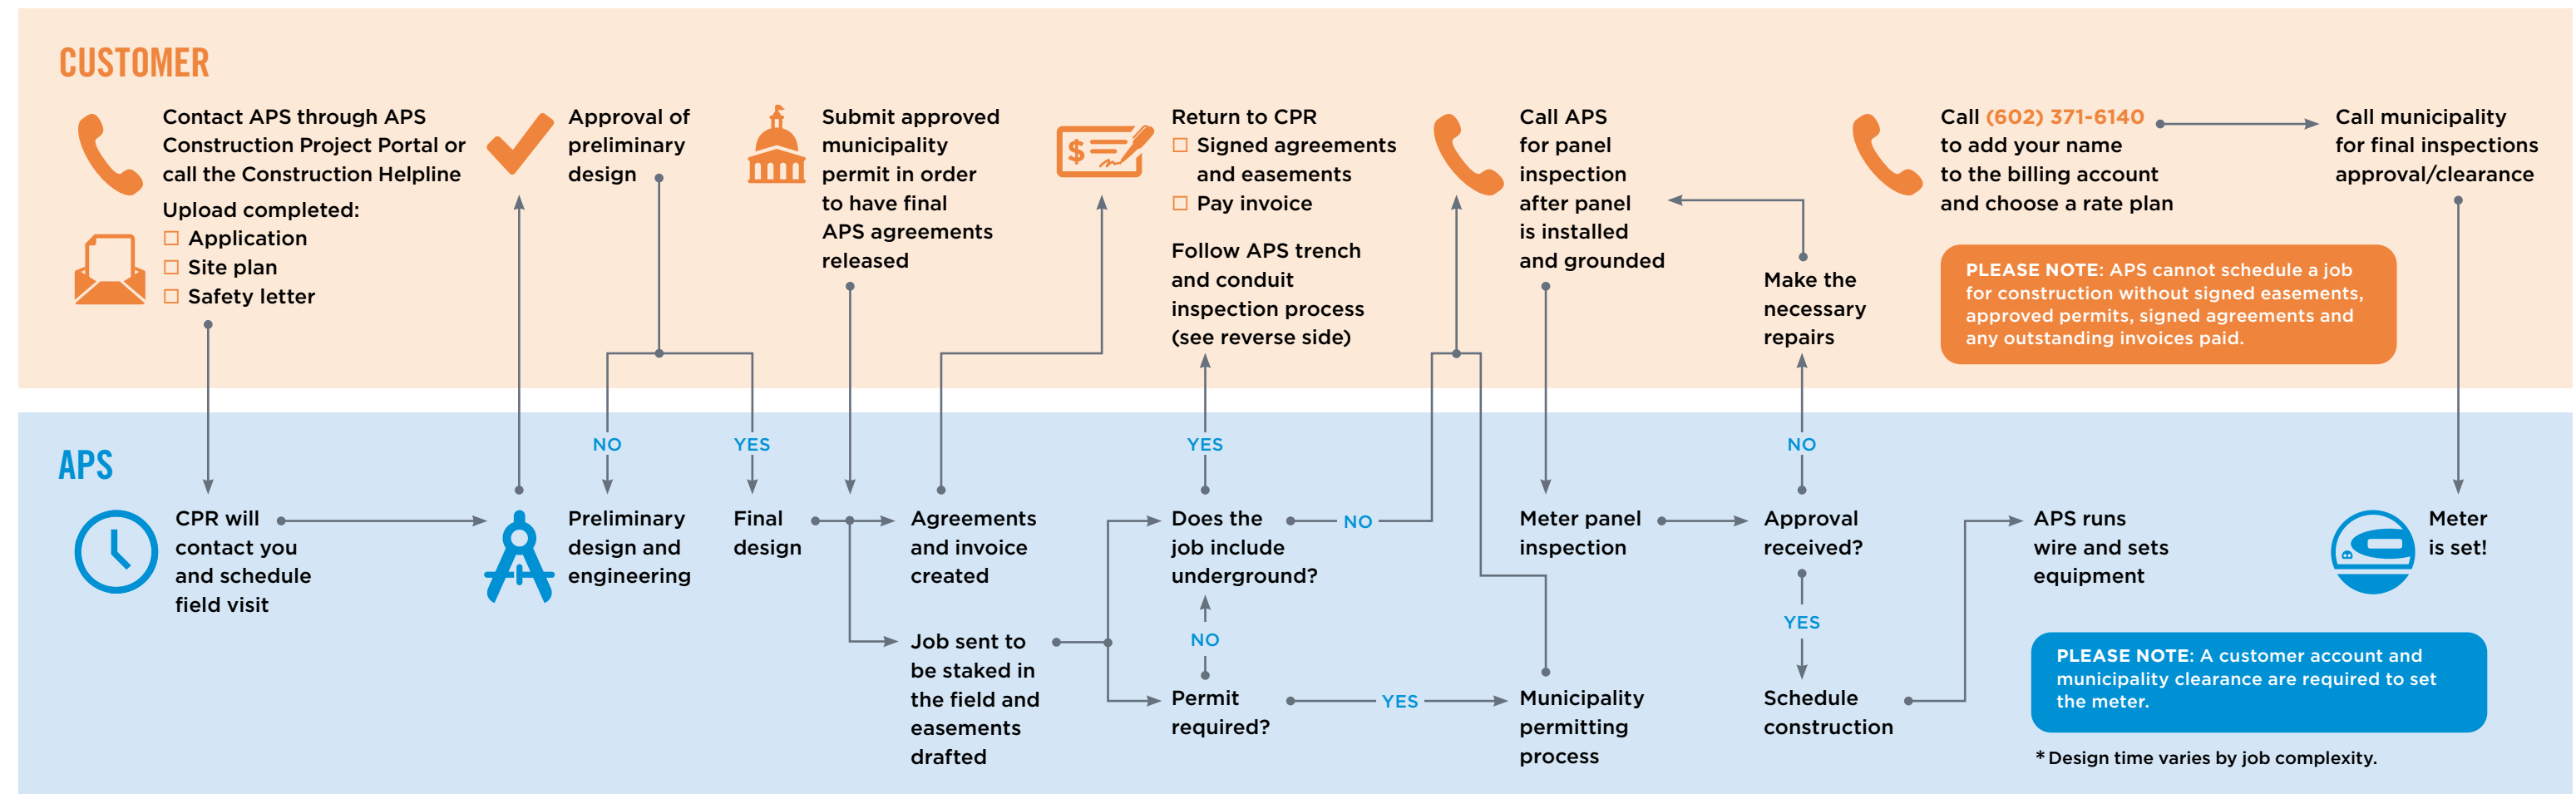 CUSTOMER
Contact APS through APS
Construction Project Portal or
call the Construction Helpline
Upload completed:
Application
Site plan
Safety letter
Approval of
preliminary
design
Submit approved
municipality
permit in order
to have final
APS agreements
released
$
Return to CPR
Signed agreements
and easements
Pay invoice
Follow APS trench
and conduit
inspection process
(see reverse side)
Call APS
for panel
inspection
after panel
is installed
and grounded
Make the
necessary
repairs
Call (602) 371-6140
to add your name
to the billing account
and choose a rate plan
Call municipality
for final inspections
approval/clearance
PLEASE NOTE: APS cannot schedule a job
for construction without signed easements,
approved permits, signed agreements and
any outstanding invoices paid.
APS
NO
YES
YES
NO
CPR will
contact you
and schedule
field visit
Preliminary
design and
engineering
Final
design
Agreements
and invoice
created
Job sent to
be staked in
the field and
easements
drafted
Does the
job include
underground?
NO
NO
Permit
required?
YES
Meter panel
inspection
Municipality
permitting
process
Approval
received?
YES
Schedule
construction
APS runs
wire and sets
equipment
Meter
is set!
PLEASE NOTE: A customer account and
municipality clearance are required to set
the meter.
* Design time varies by job complexity.